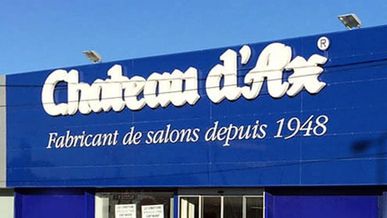 Chateau d'Ax®
Fabricant de salons depuis 1948